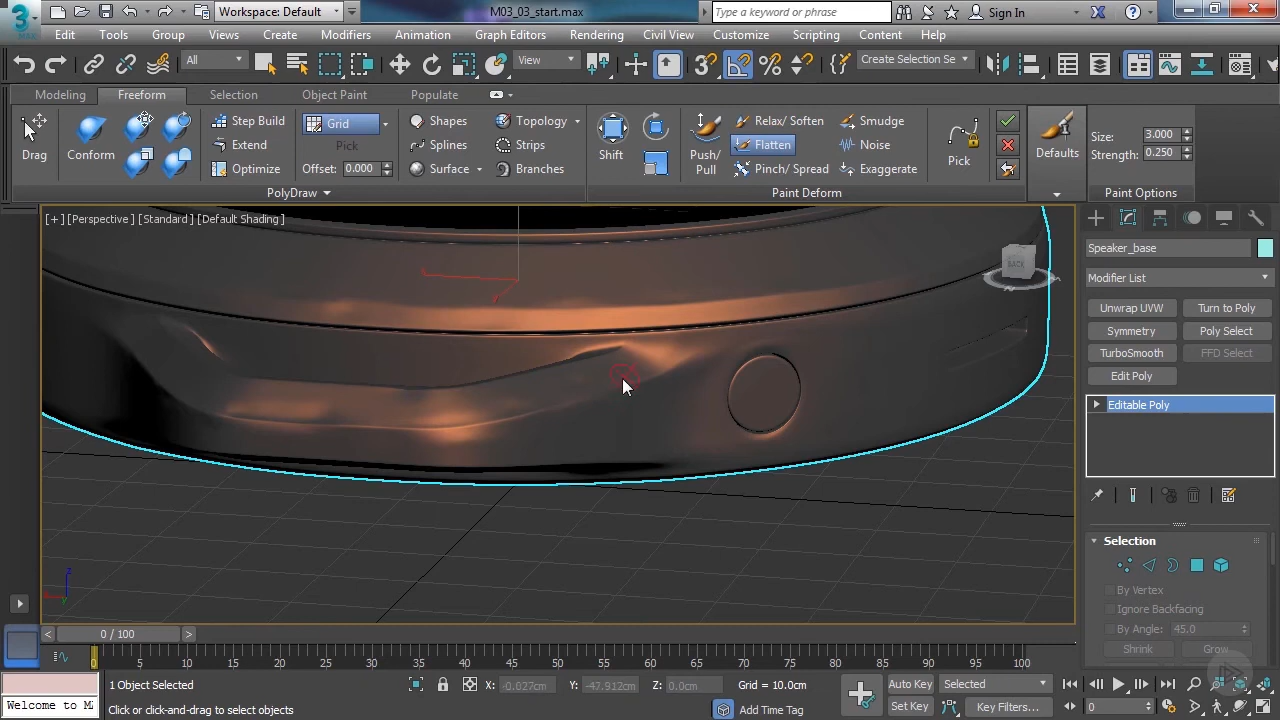 3
MAX
Workspace: Default
M03_03_start.max
Type a keyword or phrase
Sign In
Edit Tools Group Views Create Modifiers Animation Graph Editors Rendering Civil View Customize Scripting Content Help
All
View
3
Create Selection Se
Modeling Freeform Selection Object Paint Populate
Drag
Conform
Step Build
Extend
Optimize
Grid
Pick
Offset: 0.000
Shapes
Splines
Surface
Topology
Strips
Branches
PolyDraw
Shift
Push/
Pull
Relax/ Soften
Flatten
Pinch/ Spread
Smudge
Noise
Exaggerate
Pick
Paint Deform
Defaults
Size: 3.000
Strength: 0.250
Paint Options
[+] [Perspective] [Standard] [Default Shading]
BACK
Speaker_base
Modifier List
Unwrap UVW Turn to Poly
Symmetry Poly Select
TurboSmooth FFD Select
Edit Poly
Editable Poly
Selection
By Vertex
Ignore Backfacing
By Angle: 45.0
Shrink Grow
z
0 / 100
0 5 10 15 20 25 30 35 40 45 50 55 60 65 70 75 80 85 90 95 100
1 Object Selected
X: -0.627cm Y: -47.912cm Z: 0.0cm
Grid = 10.0cm
Auto Key
Selected
Welcome to M
Click or click-and-drag to select objects
Add Time Tag
Set Key
Key Filters...
0